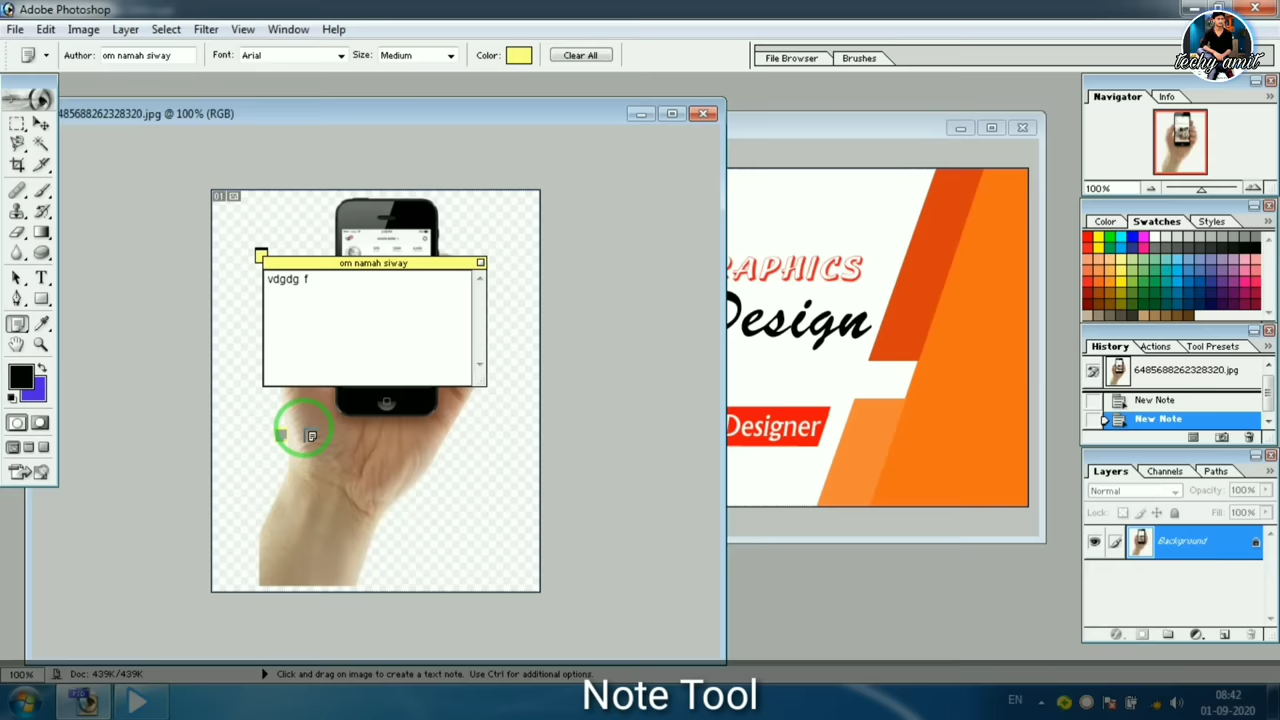 Adobe Photoshop
File Edit Image Layer Select Filter View Window Help
Author: om namah siway Font: Arial Size: Medium Color: Clear All File Browser Brushes
techy amit
485688262328320.jpg @ 100% (RGB)
Navigator Info
100%
Color Swatches Styles
01
om namah siway
vdgdg f
RAPHICS
Design
Designer
History Actions Tool Presets
6485688262328320.jpg
New Note
New Note
Layers Channels Paths
Normal Opacity: 100%
Lock: Fill: 100%
Background
100% Doc: 439K/439K Click and drag on image to create a text note. Use Ctrl for additional options.
Note Tool
EN 08:42
01-09-2020